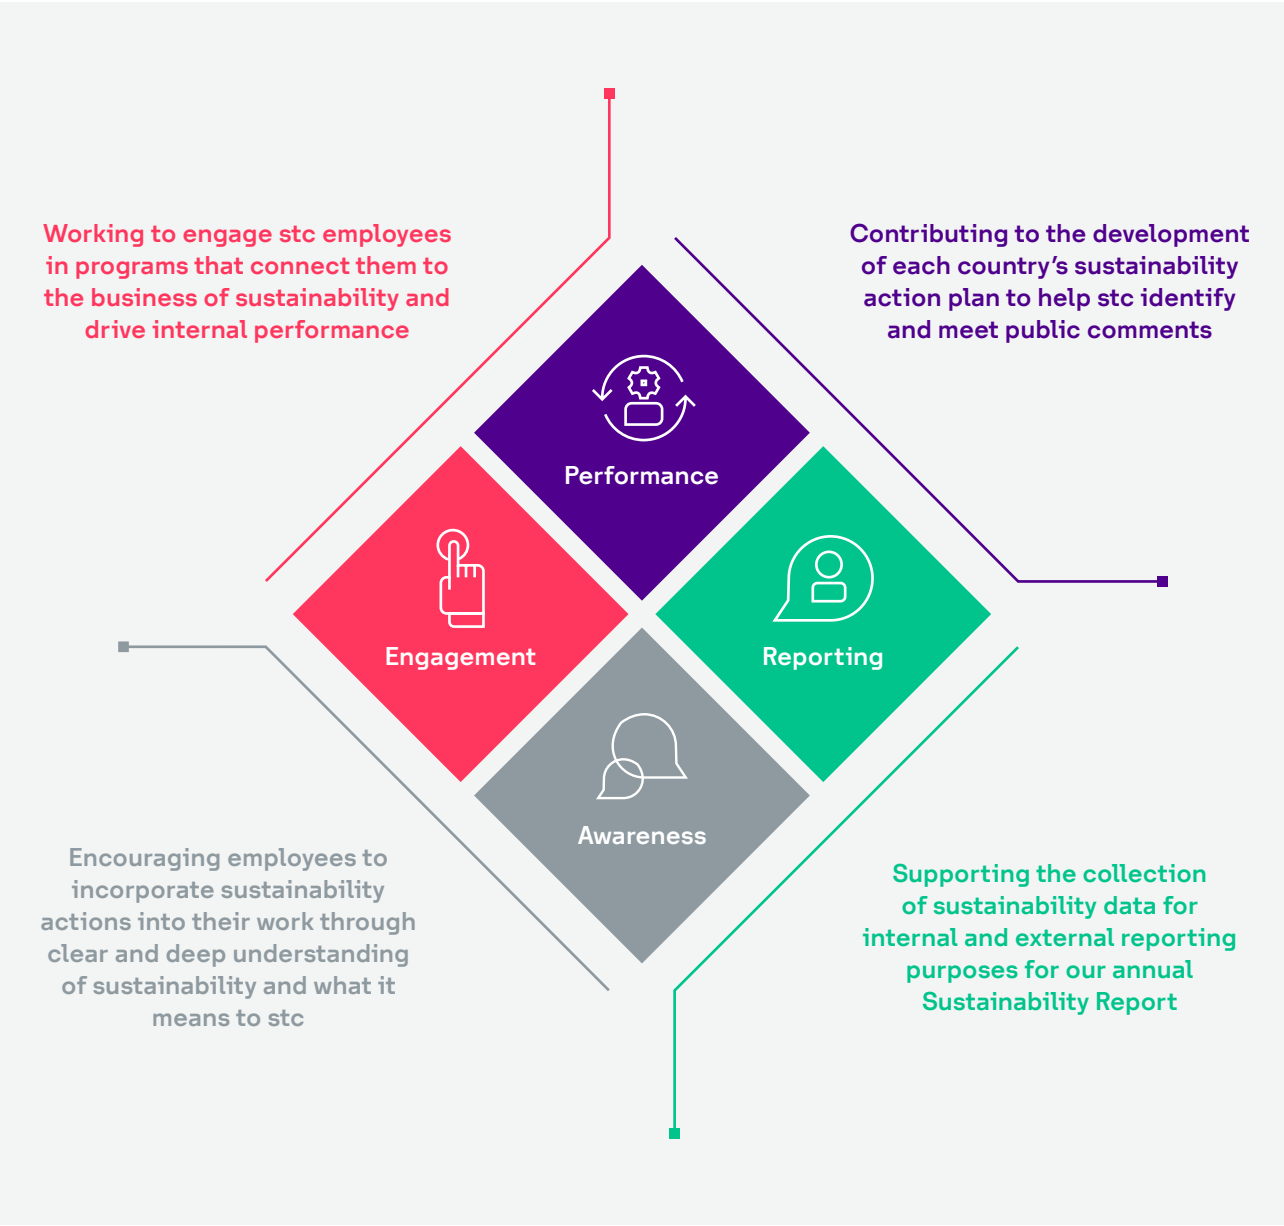 Working to engage stc employees
in programs that connect them to
the business of sustainability and
drive internal performance
Contributing to the development
of each country’s sustainability
action plan to help stc identify
and meet public comments
Performance
Engagement
Reporting
Awareness
Encouraging employees to
incorporate sustainability
actions into their work through
clear and deep understanding
of sustainability and what it
means to stc
Supporting the collection
of sustainability data for
internal and external reporting
purposes for our annual
Sustainability Report